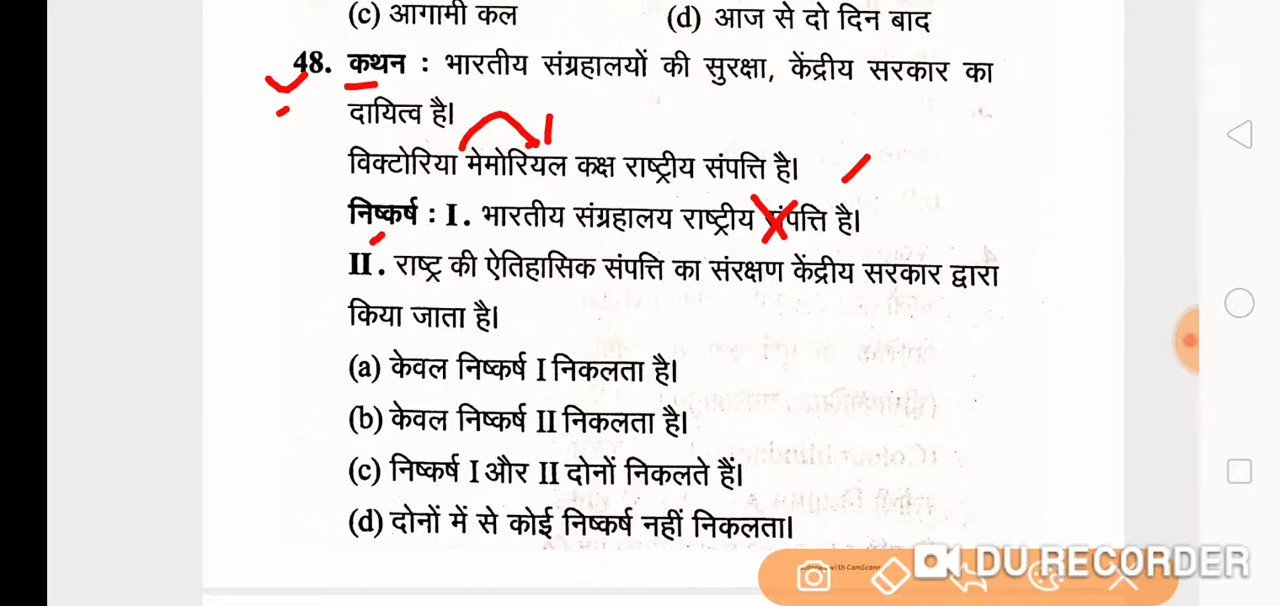 (c) आगामी कल (d) आज से दो दिन बाद
48. कथन : भारतीय संग्रहालयों की सुरक्षा, केंद्रीय सरकार का
दायित्व है।
विक्टोरिया मेमोरियल कक्ष राष्ट्रीय संपत्ति है।
निष्कर्ष : I. भारतीय संग्रहालय राष्ट्रीय संपत्ति है।
II. राष्ट्र की ऐतिहासिक संपत्ति का संरक्षण केंद्रीय सरकार द्वारा
किया जाता है।
(a) केवल निष्कर्ष I निकलता है।
(b) केवल निष्कर्ष II निकलता है।
(c) निष्कर्ष I और II दोनों निकलते हैं।
(d) दोनों में से कोई निष्कर्ष नहीं निकलता।
DU RECORDER
with CamScanner